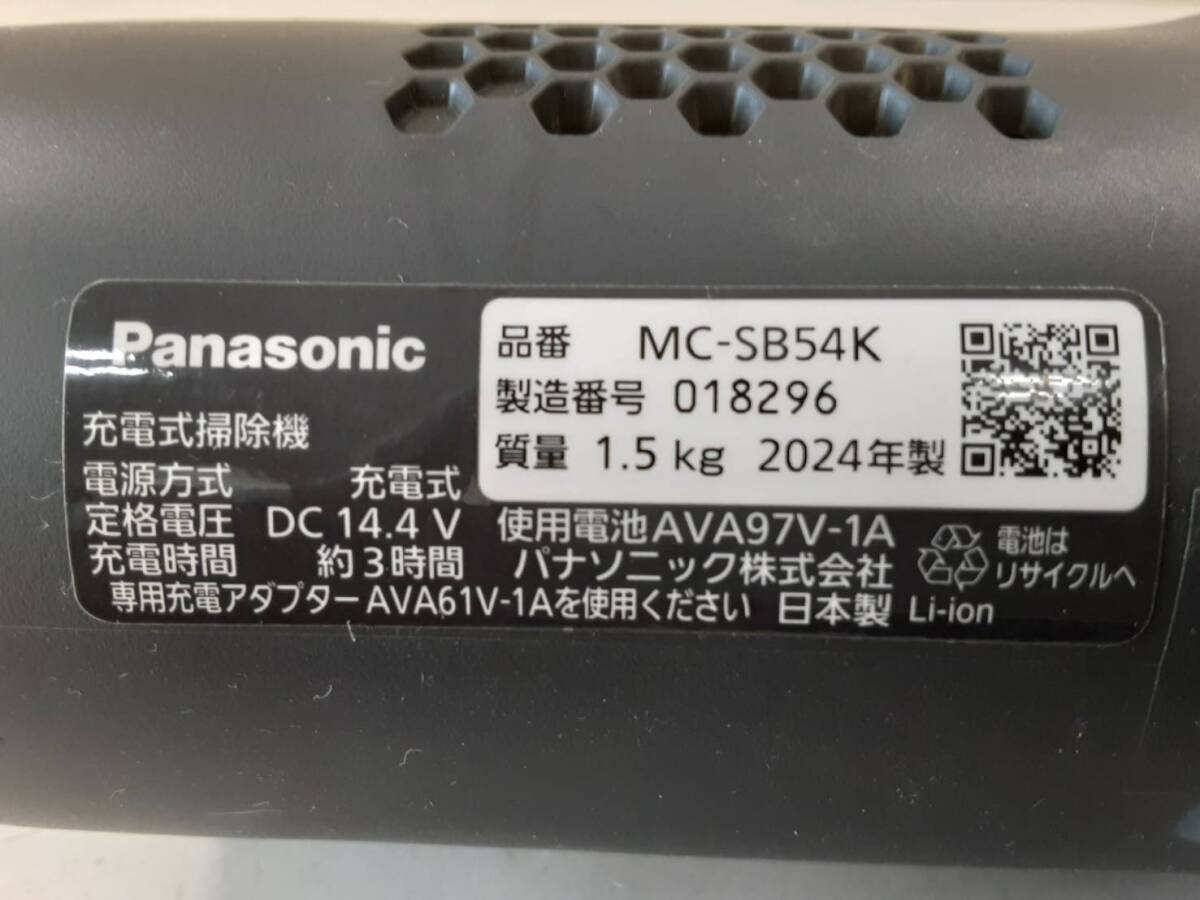 Panasonic
充電式掃除機
品番 MC-SB54K
製造番号 018296
質量 1.5 kg 2024年製
電源方式 充電式
定格電圧 DC 14.4 V 使用電池AVA97V-1A
充電時間 約3時間 パナソニック株式会社
専用充電アダプターAVA61V-1Aを使用ください 日本製 Li-ion
電池は
リサイクルへ